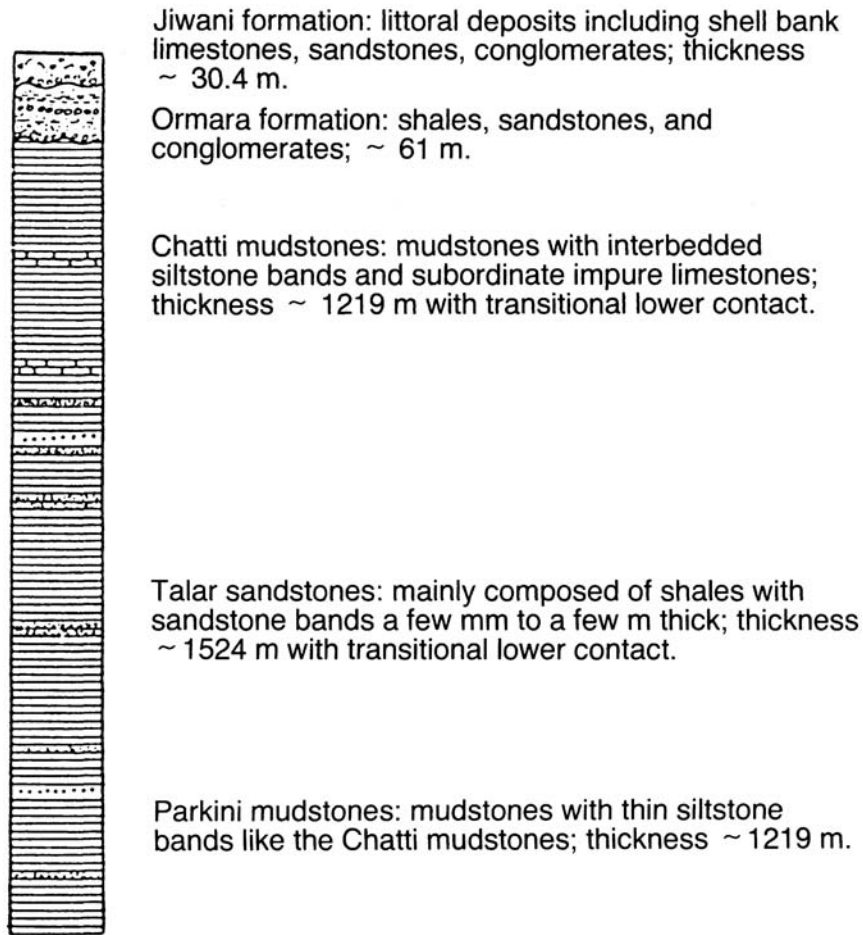 Jiwani formation: littoral deposits including shell bank
limestones, sandstones, conglomerates; thickness
~ 30.4 m.
Ormara formation: shales, sandstones, and
conglomerates; ~ 61 m.
Chatti mudstones: mudstones with interbedded
siltstone bands and subordinate impure limestones;
thickness ~ 1219 m with transitional lower contact.
Talar sandstones: mainly composed of shales with
sandstone bands a few mm to a few m thick; thickness
~ 1524 m with transitional lower contact.
Parkini mudstones: mudstones with thin siltstone
bands like the Chatti mudstones; thickness ~ 1219 m.